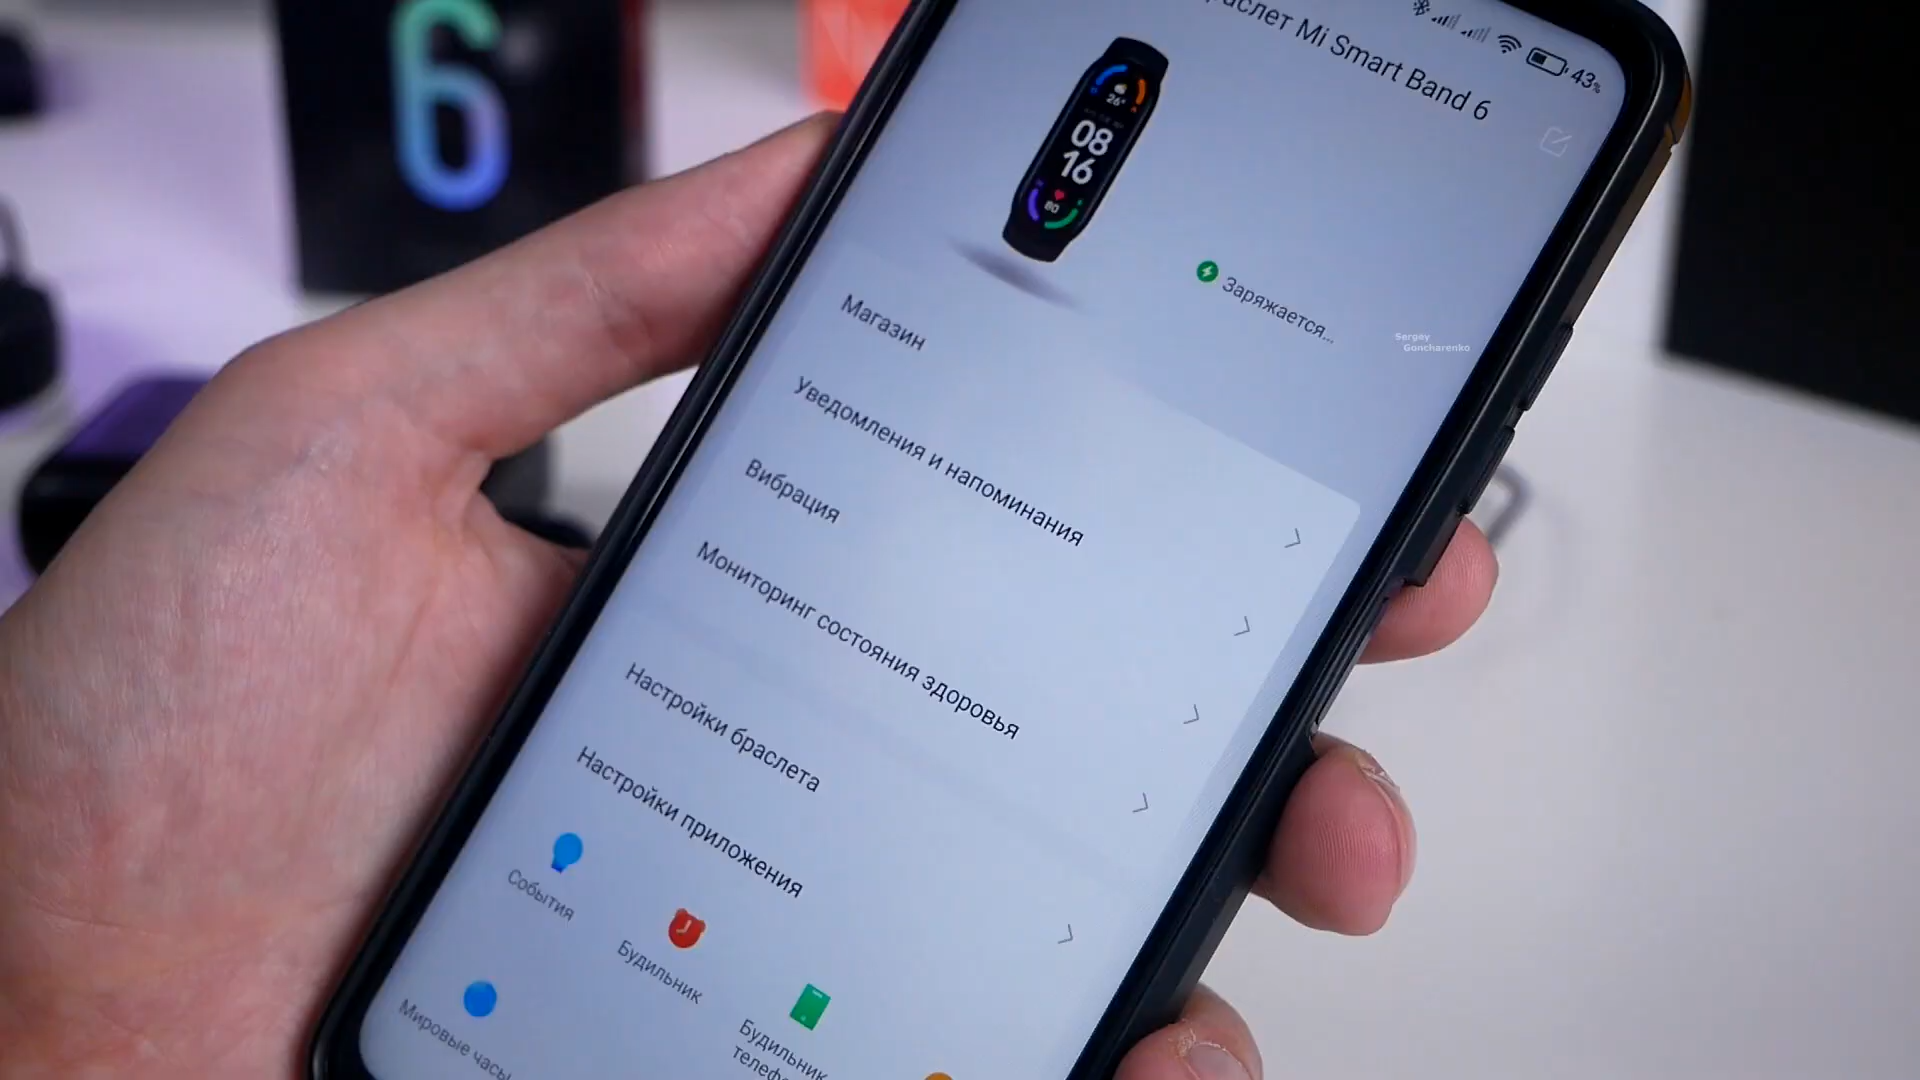 6
43%
Mi Smart Band 6
26°
08
16
80
Заряжается...
Sergey
Goncharenko
Магазин
Уведомления и напоминания
Вибрация
Мониторинг состояния здоровья
Настройки браслета
Настройки приложения
События
Будильник
Будильник
Мировые часы